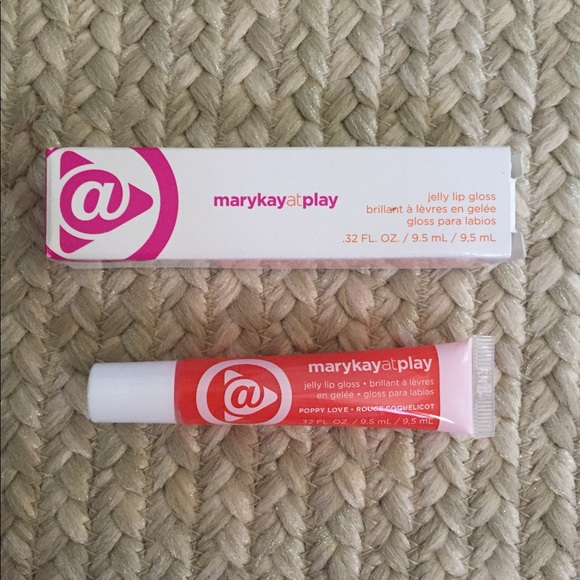 @
marykayatplay
jelly lip gloss
brillant à lèvres en gelée
gloss para labios
.32 FL. OZ. / 9.5 mL / 9,5 mL
@
marykayatplay
jelly lip gloss • brillant à lèvres
en gelée • gloss para labios
POPPY LOVE • ROUGE COQUELICOT
.32 FL. OZ. / 9.5 mL / 9,5 mL